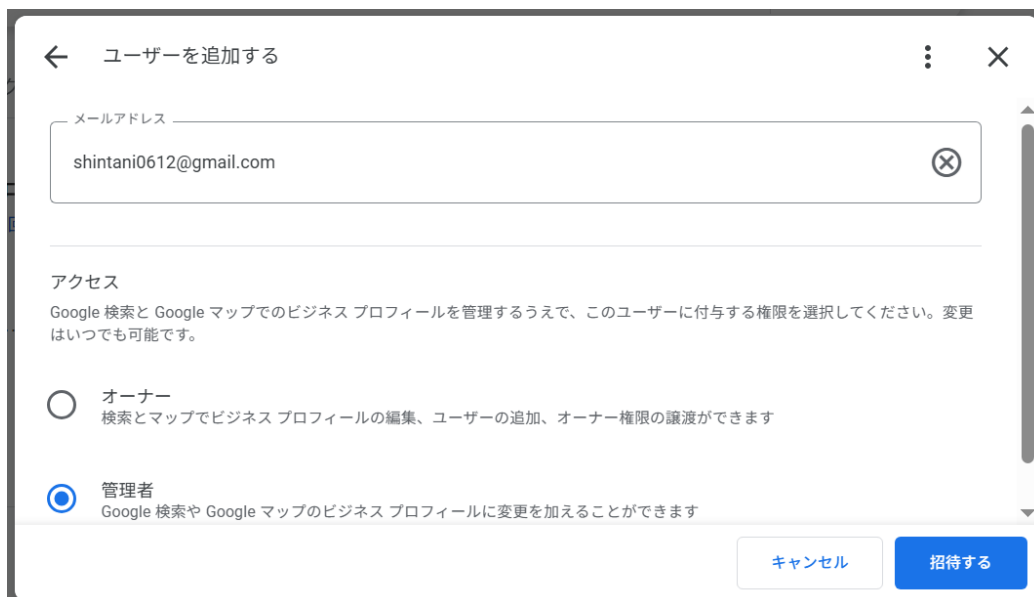 ユーザーを追加する
メールアドレス
shintani0612@gmail.com
アクセス
Google 検索と Google マップでのビジネス プロフィールを管理するうえで、このユーザーに付与する権限を選択してください。変更
はいつでも可能です。
オーナー
検索とマップでビジネス プロフィールの編集、ユーザーの追加、オーナー権限の譲渡ができます
管理者
Google 検索や Google マップのビジネス プロフィールに変更を加えることができます
キャンセル
招待する